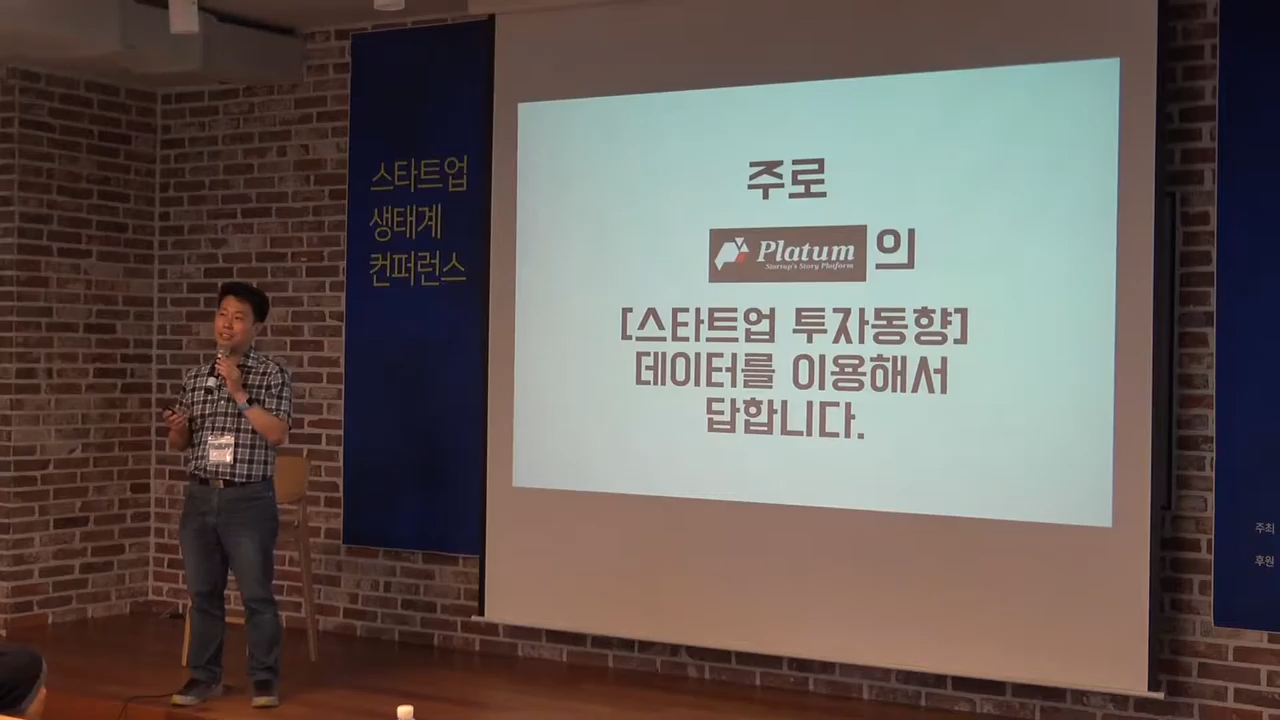 스타트업
생태계
컨퍼런스
주로
Platum 의
Startup's Story Platform
[스타트업 투자동향]
데이터를 이용해서
답합니다.
주최
후원